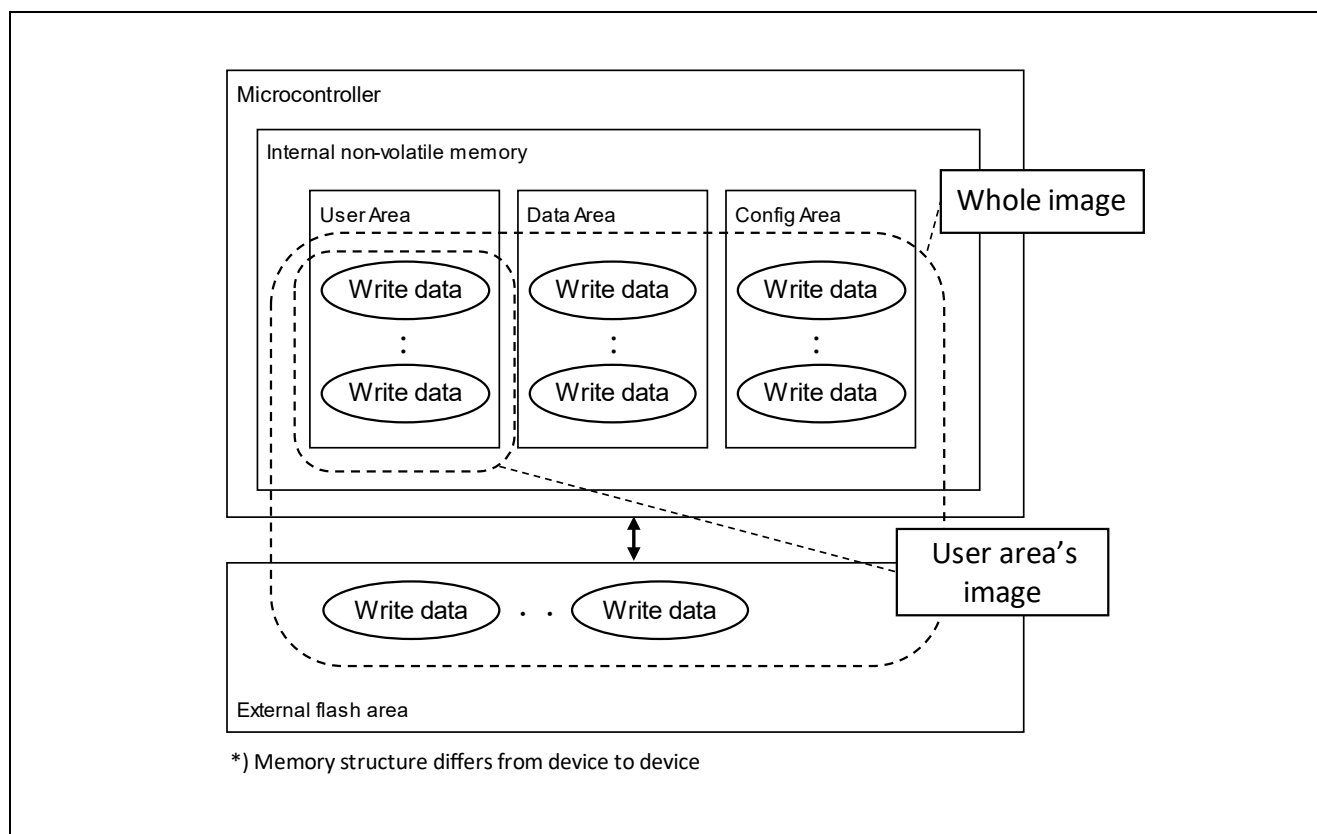 Microcontroller
Internal non-volatile memory
Whole image
User Area
Data Area
Config Area
Write data
Write data
Write data
:
:
:
Write data
Write data
Write data
User area's
image
Write data . . Write data
External flash area
*) Memory structure differs from device to device